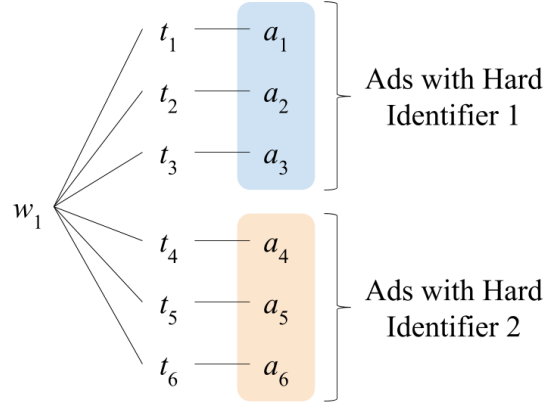 t₁ a₁
t₂ a₂
t₃ a₃
Ads with Hard
Identifier 1
w₁
t₄ a₄
t₅ a₅
t₆ a₆
Ads with Hard
Identifier 2